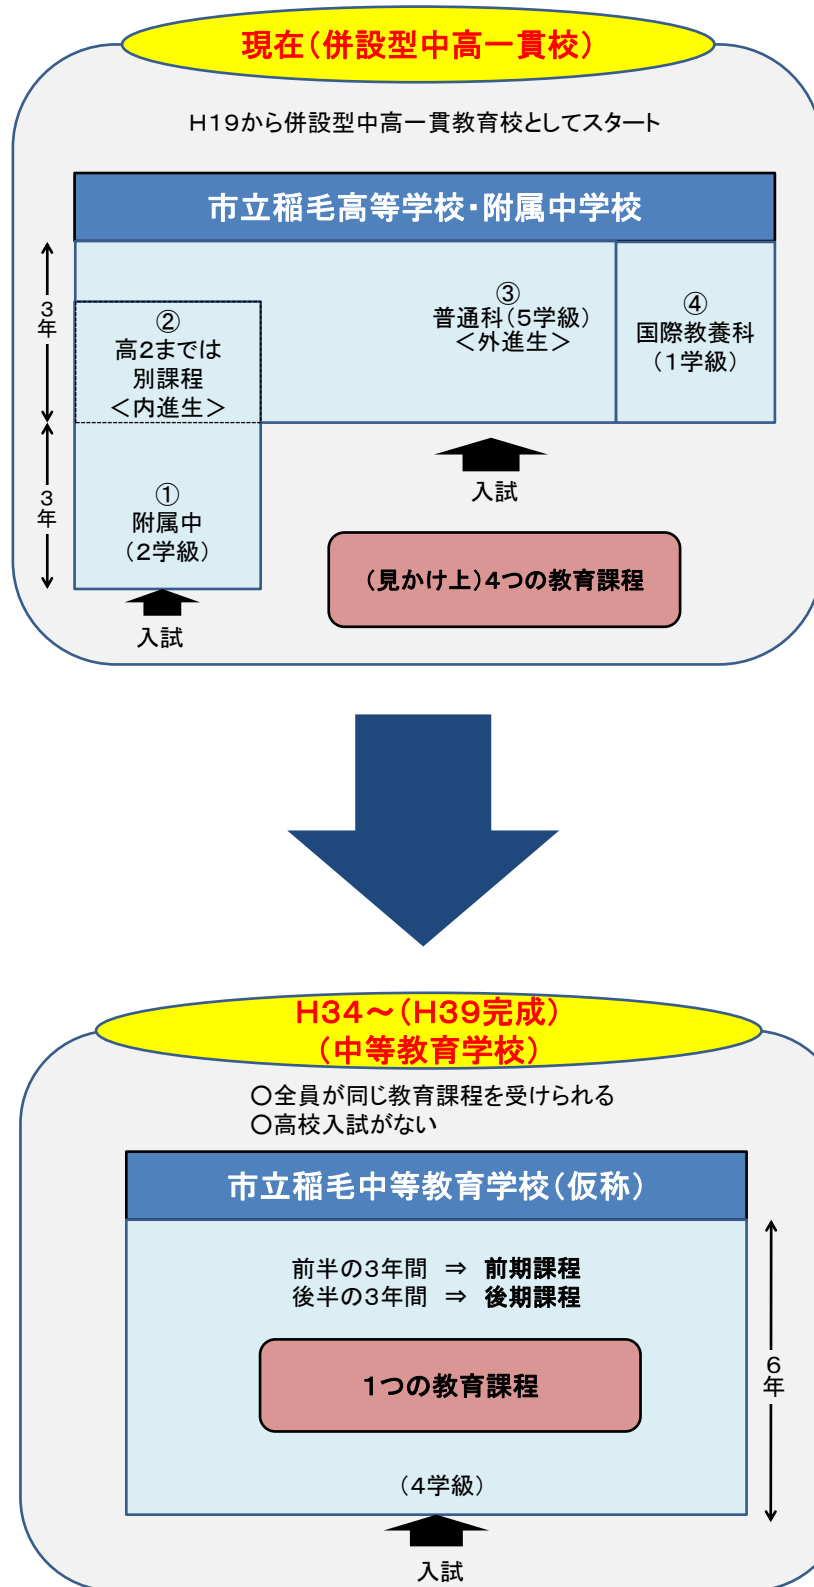 現在(併設型中高一貫校)
H19から併設型中高一貫教育校としてスタート
市立稲毛高等学校・附属中学校
3年
②
高2までは
別課程
<内進生>
③
普通科(5学級)
<外進生>
④
国際教養科
(1学級)
3年
①
附属中
(2学級)
入試
入試
(見かけ上)4つの教育課程
H34~(H39完成)
(中等教育学校)
○全員が同じ教育課程を受けられる
○高校入試がない
市立稲毛中等教育学校(仮称)
前半の3年間 ⇒ 前期課程
後半の3年間 ⇒ 後期課程
1つの教育課程
6年
(4学級)
入試